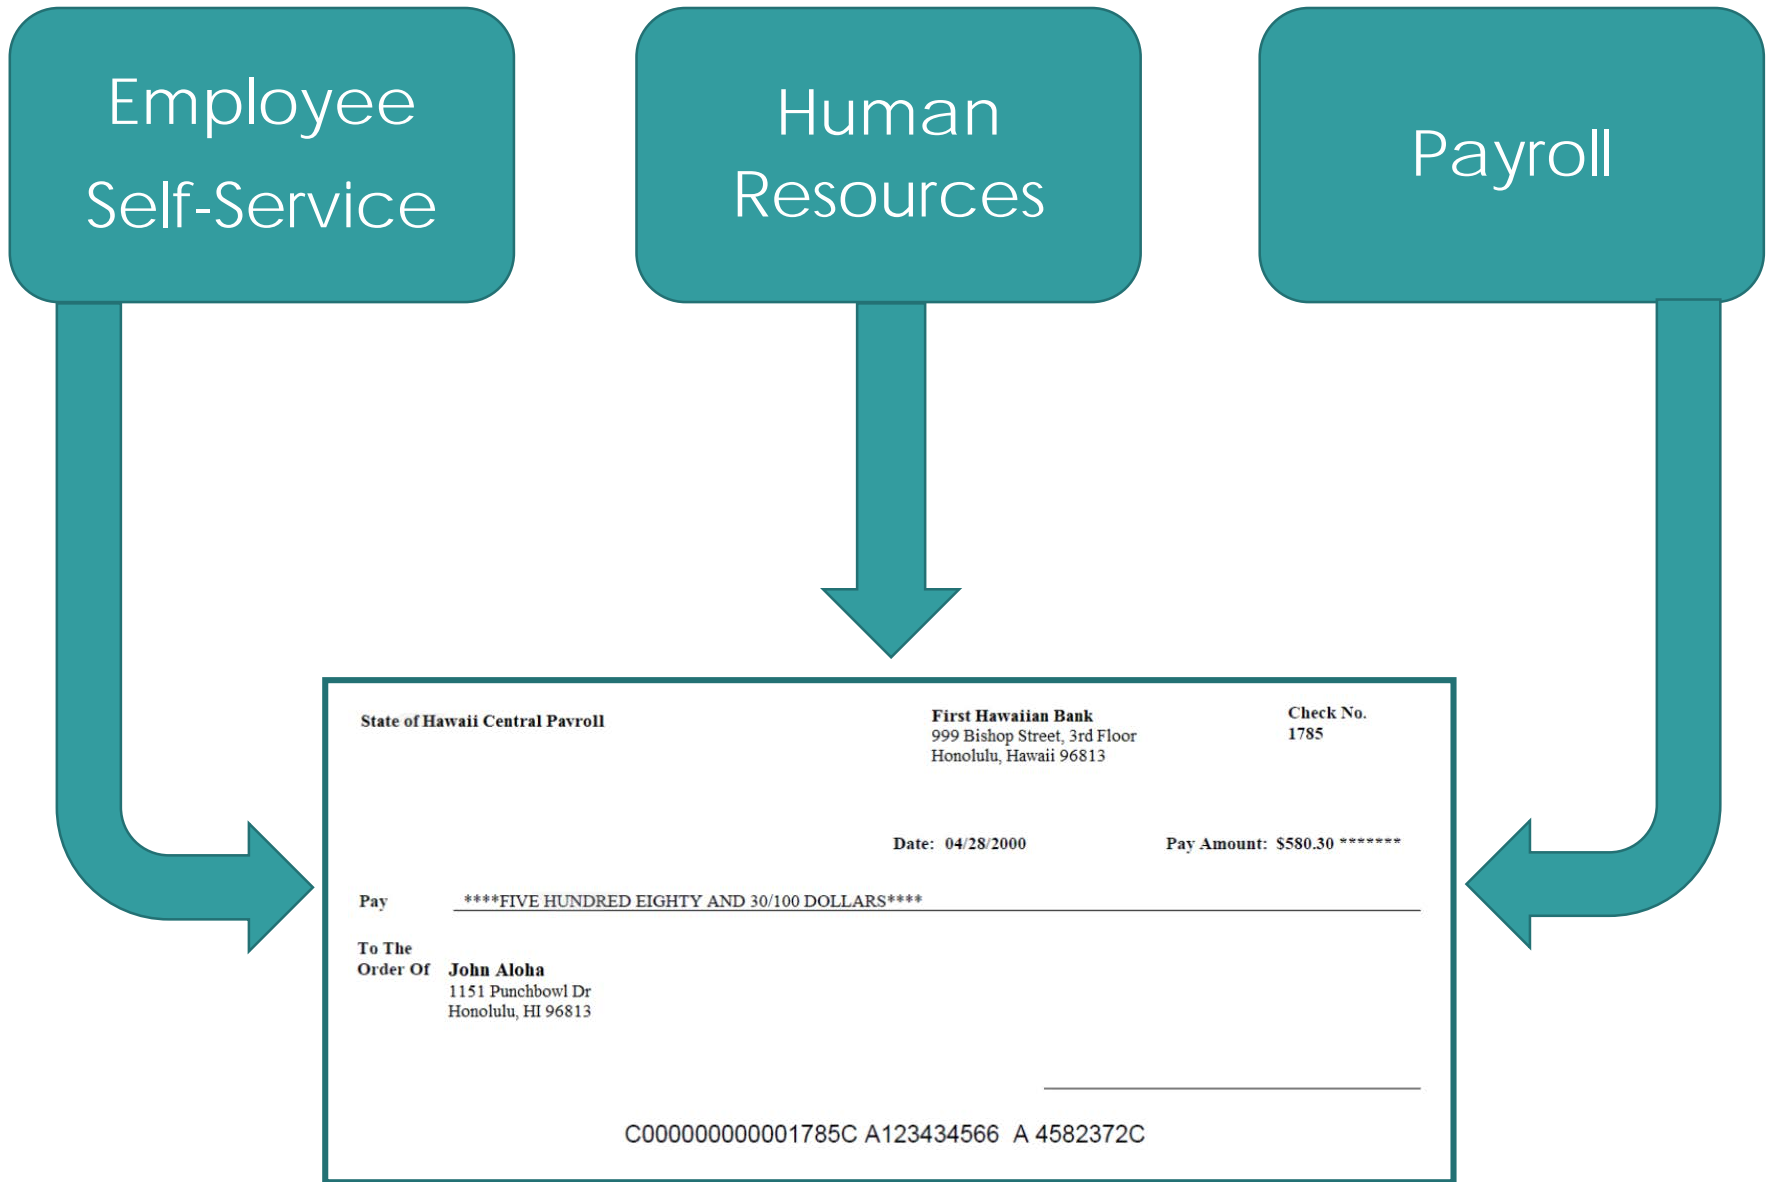 Employee
Self-Service
Human
Resources
Payroll
State of Hawaii Central Payroll
First Hawaiian Bank
999 Bishop Street, 3rd Floor
Honolulu, Hawaii 96813
Check No.
1785
Date: 04/28/2000
Pay Amount: $580.30 *******
Pay ****FIVE HUNDRED EIGHTY AND 30/100 DOLLARS****
To The
Order Of John Aloha
1151 Punchbowl Dr
Honolulu, HI 96813
C000000000001785C A123434566 A 4582372C